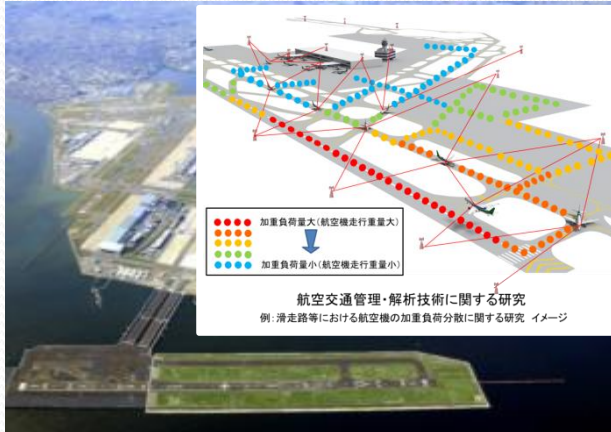 加重負荷量大(航空機走行重量大)
加重負荷量小(航空機走行重量小)
航空交通管理・解析技術に関する研究
例：滑走路等における航空機の加重負荷分散に関する研究 イメージ